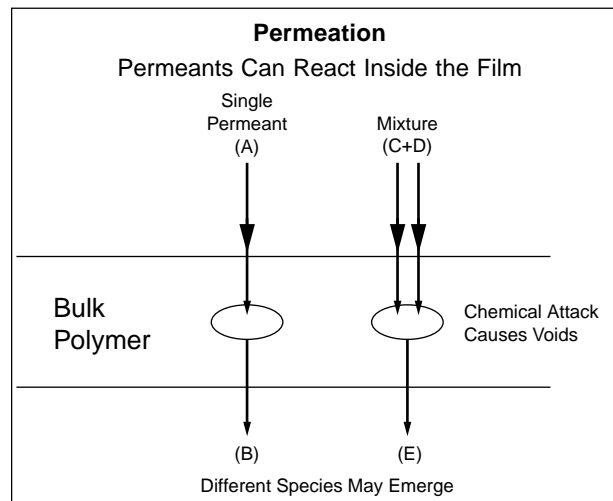 Permeation
Permeants Can React Inside the Film
Single
Permeant
(A)
Mixture
(C+D)
Bulk
Polymer
Chemical Attack
Causes Voids
(B)
(E)
Different Species May Emerge